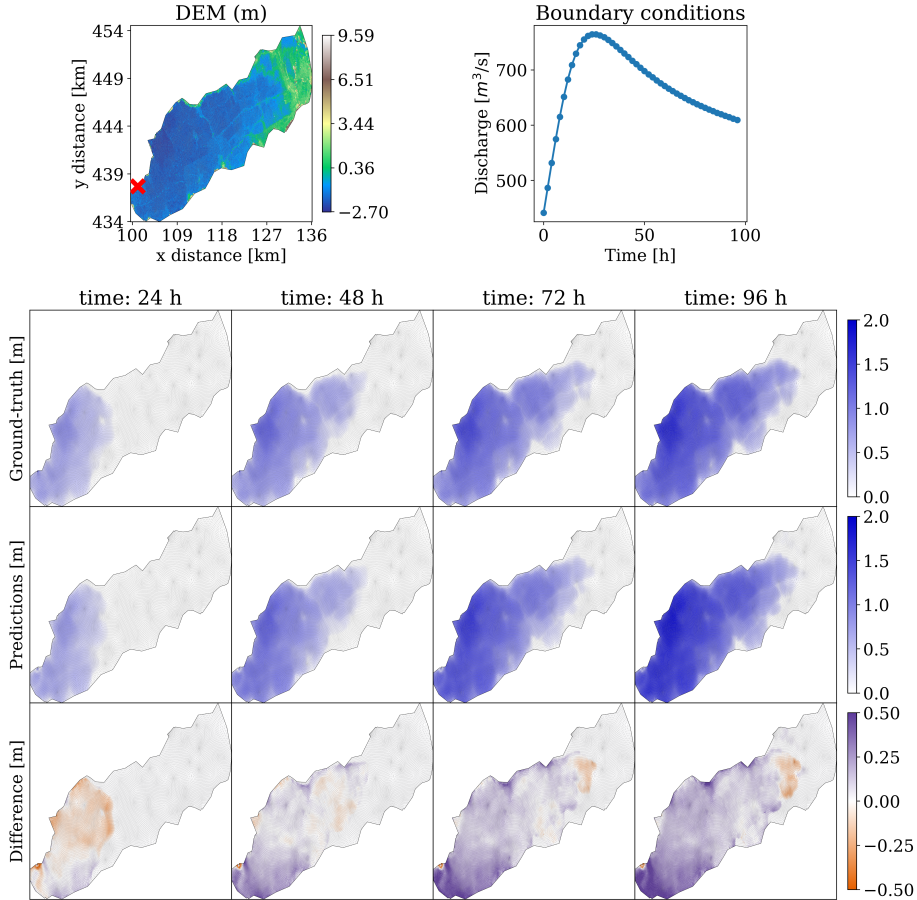 DEM (m)
y distance [km]
454
449
444
439
434
100 109 118 127 136
x distance [km]
9.59
6.51
3.44
0.36
−2.70
Boundary conditions
Discharge [m³/s]
700
600
500
0 50 100
Time [h]
time: 24 h time: 48 h time: 72 h time: 96 h
Ground-truth [m]
2.0
1.5
1.0
0.5
0.0
Predictions [m]
2.0
1.5
1.0
0.5
0.0
Difference [m]
0.50
0.25
0.00
−0.25
−0.50